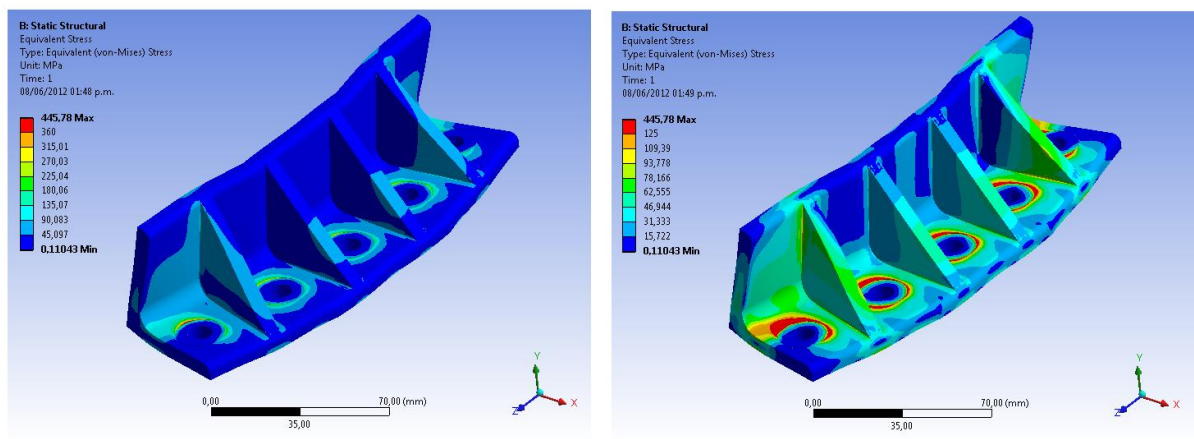 B: Static Structural
Equivalent Stress
Type: Equivalent (von-Mises) Stress
Unit: MPa
Time: 1
08/06/2012 01:48 p.m.
445,78 Max
360
315,01
270,03
225,04
180,06
135,07
90,083
45,097
0,11043 Min
Y
X
Z
0,00
70,00 (mm)
35,00
B: Static Structural
Equivalent Stress
Type: Equivalent (von-Mises) Stress
Unit: MPa
Time: 1
08/06/2012 01:49 p.m.
445,78 Max
125
109,39
93,778
78,166
62,555
46,944
31,333
15,722
0,11043 Min
Y
X
Z
0,00
70,00 (mm)
35,00